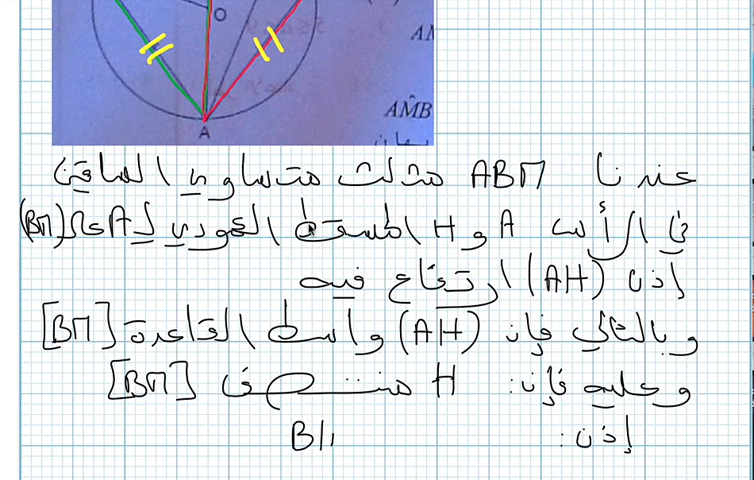 O
A
AMB
عندنا ABM مثلث متساوي الساقين
في الرأس A و H المسقط العمودي لـ A على (BM)
إذن (AH) ارتفاع فيه
وبالتالي فإن (AH) واسط القاعدة [BM]
وعليه فإن: H منتصف [BM]
إذن: B